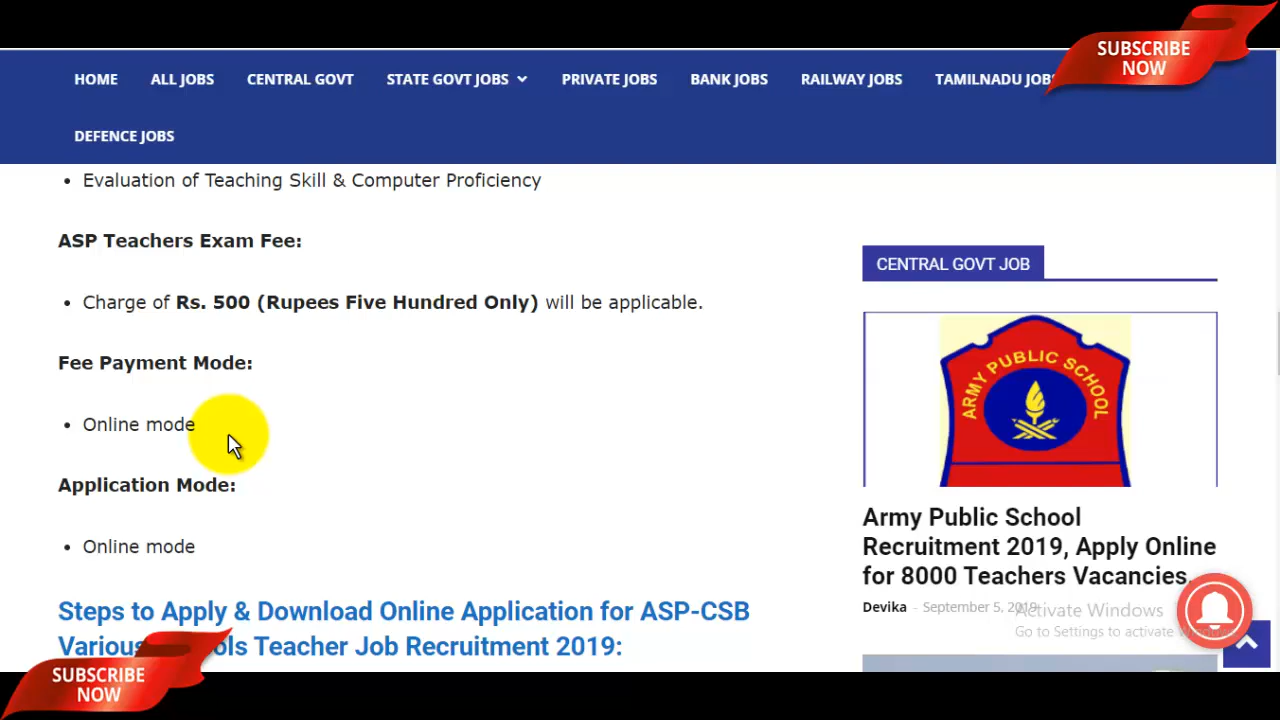 SUBSCRIBE
NOW
HOME ALL JOBS CENTRAL GOVT STATE GOVT JOBS PRIVATE JOBS BANK JOBS RAILWAY JOBS TAMILNADU JOBS
DEFENCE JOBS
• Evaluation of Teaching Skill & Computer Proficiency
ASP Teachers Exam Fee:
• Charge of Rs. 500 (Rupees Five Hundred Only) will be applicable.
Fee Payment Mode:
• Online mode
Application Mode:
• Online mode
Steps to Apply & Download Online Application for ASP-CSB
Various Schools Teacher Job Recruitment 2019:
CENTRAL GOVT JOB
ARMY PUBLIC SCHOOL
Army Public School
Recruitment 2019, Apply Online
for 8000 Teachers Vacancies,
Devika - September 5, 2019
Activate Windows
Go to Settings to activate Windows.
SUBSCRIBE
NOW